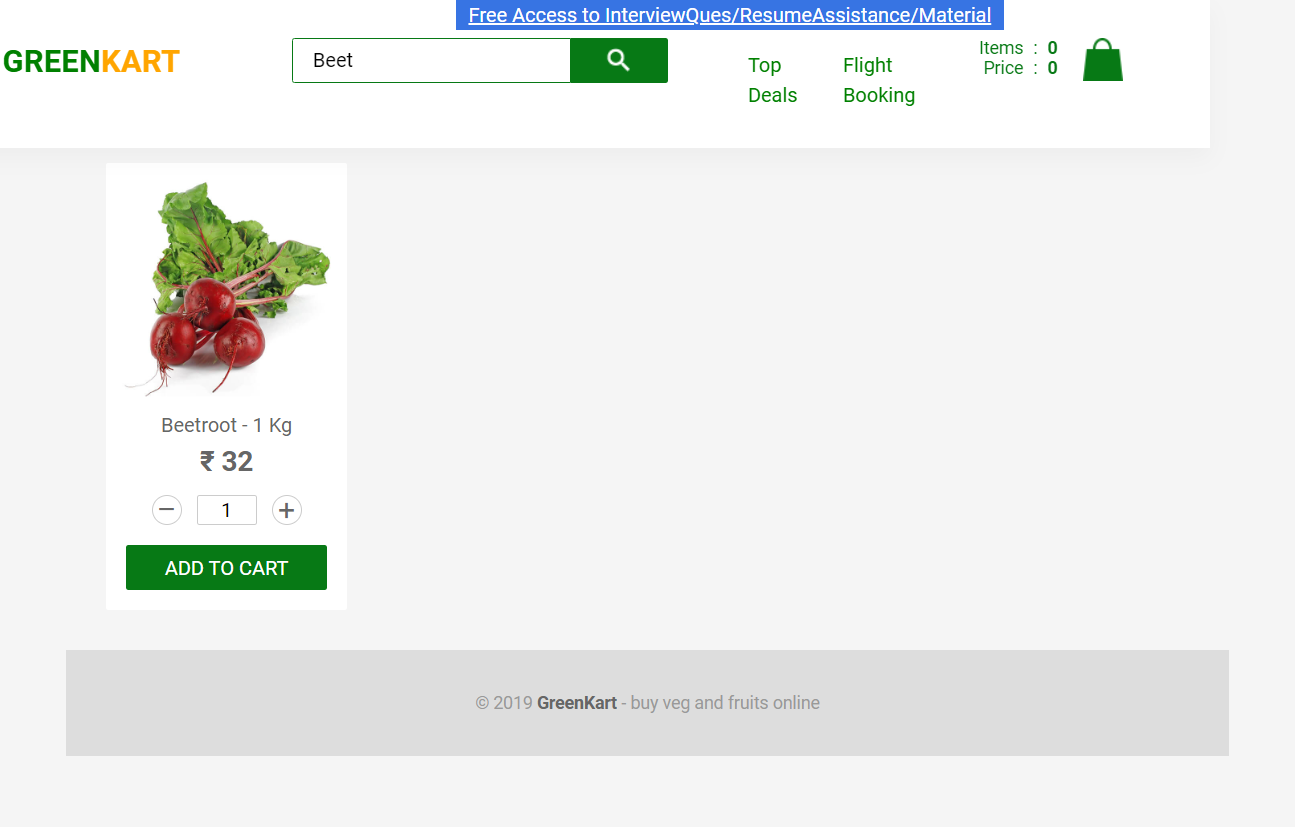 Free Access to InterviewQues/ResumeAssistance/Material
GREENKART
Beet
Top
Deals
Flight
Booking
Items : 0
Price : 0
Beetroot - 1 Kg
₹ 32
− 1 +
ADD TO CART
© 2019 GreenKart - buy veg and fruits online